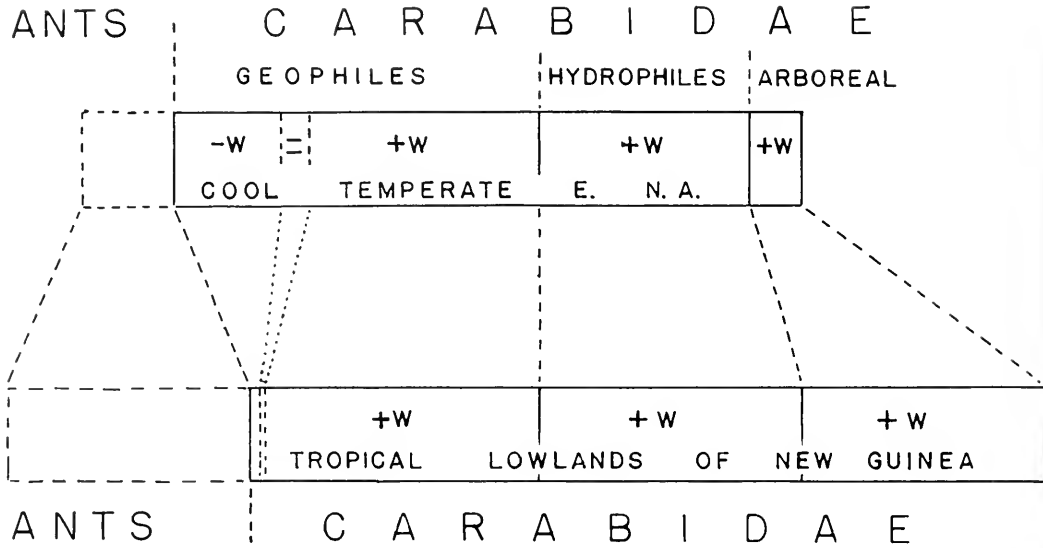 ANTS CARABIDAE
GEOPHILES HYDROPHILES ARBOREAL
-W = +W +W +W
COOL TEMPERATE E. N.A.
+W +W +W
TROPICAL LOWLANDS OF NEW GUINEA
ANTS CARABIDAE